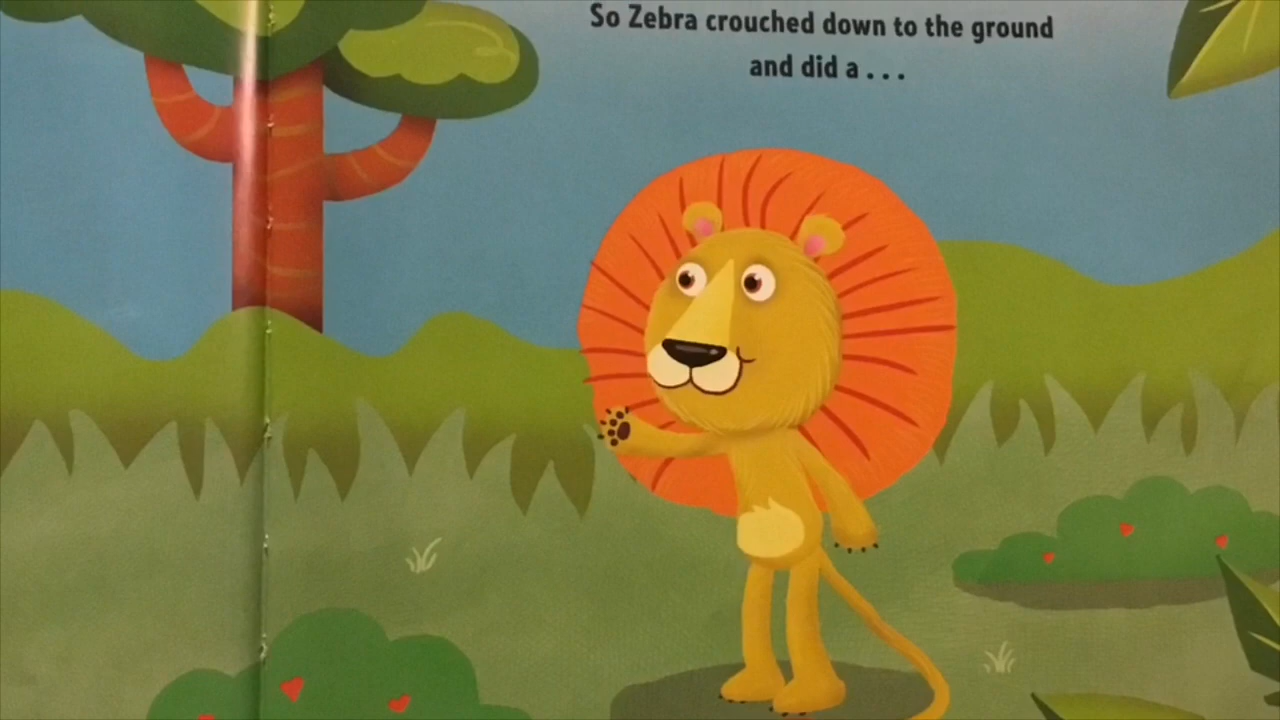 So Zebra crouched down to the ground
and did a . . .